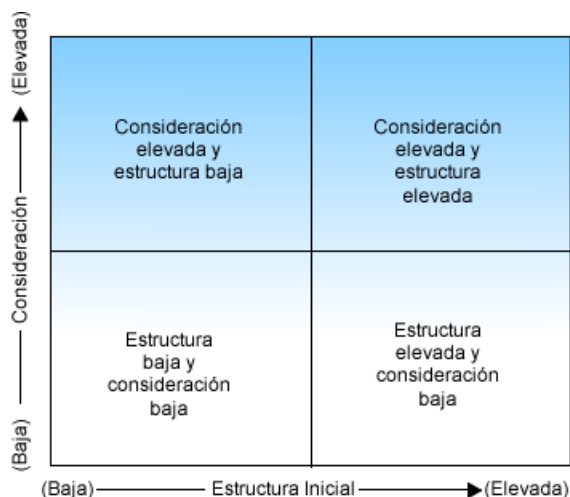 (Elevada)
Consideración
(Baja)
Consideración
elevada y
estructura baja
Consideración
elevada y
estructura
elevada
Estructura
baja y
consideración
baja
Estructura
elevada y
consideración
baja
(Baja)
Estructura Inicial
(Elevada)